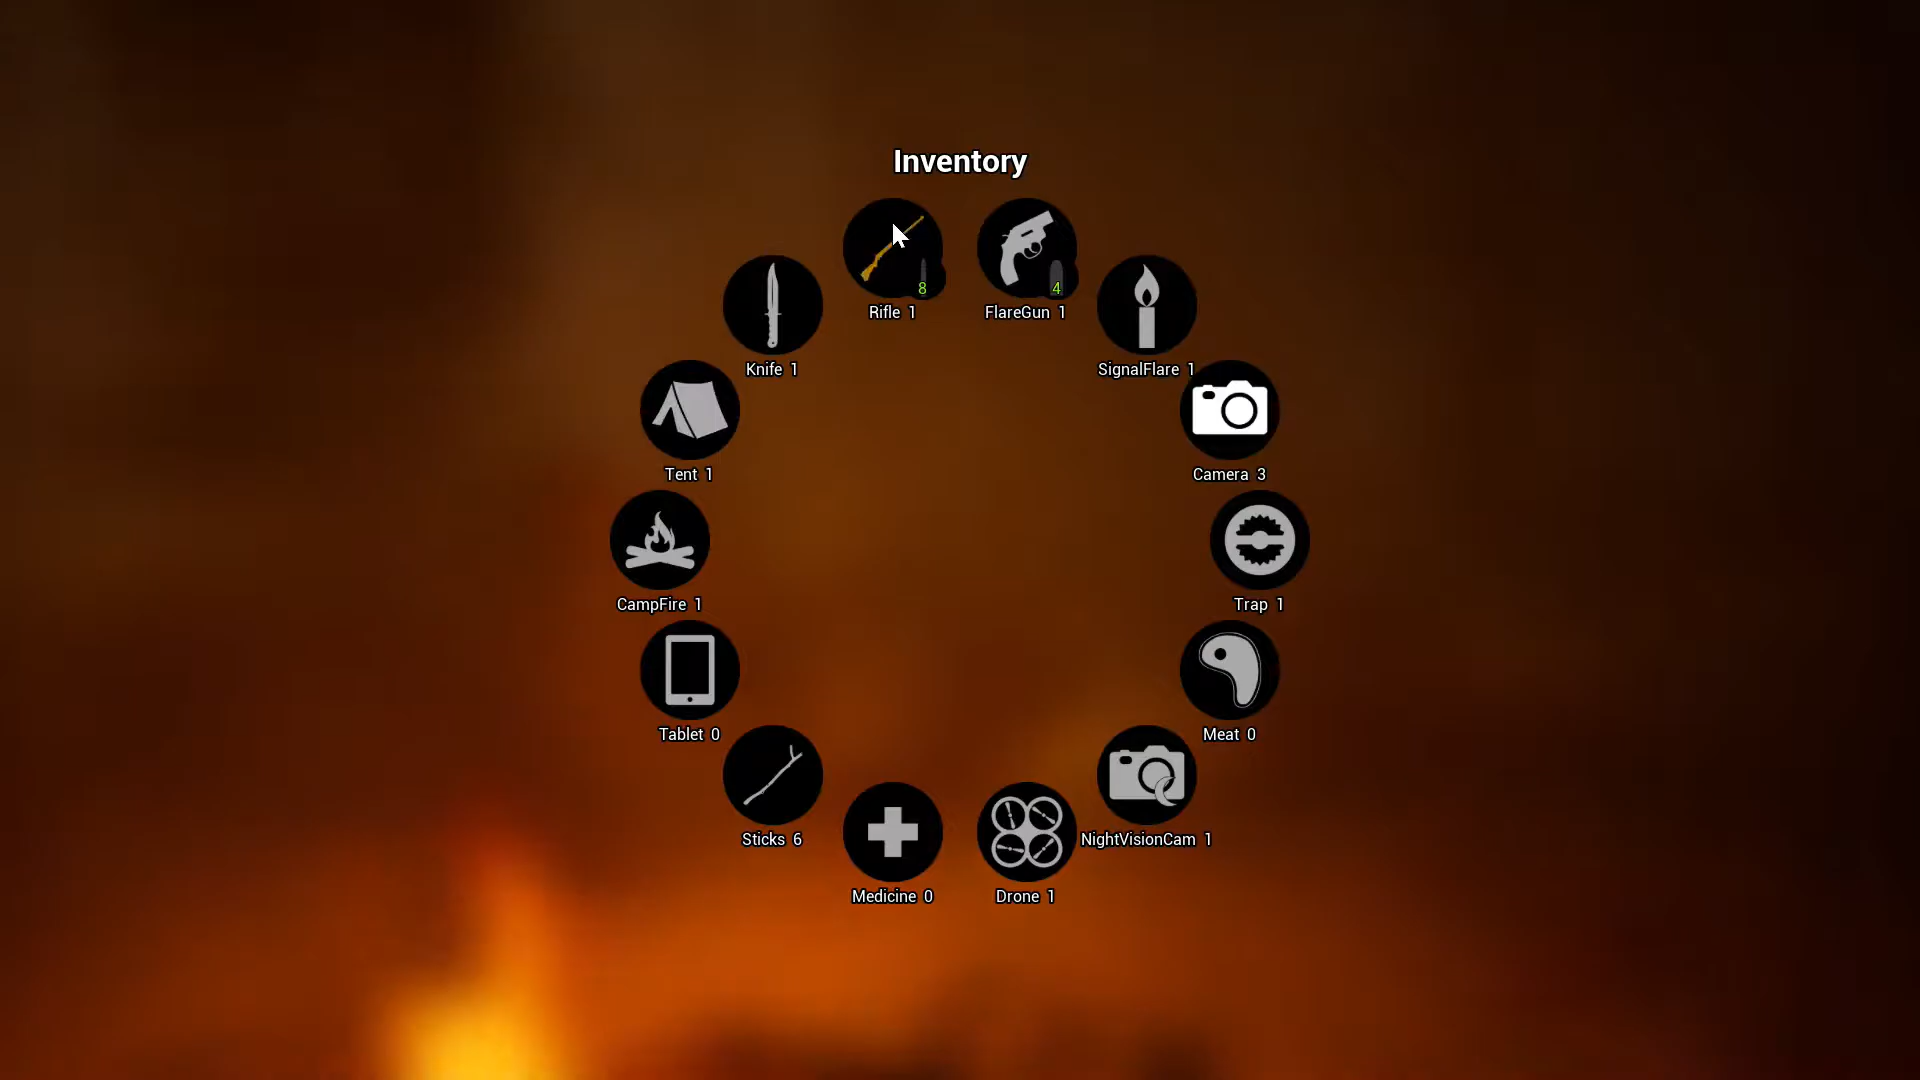 Inventory
8
Rifle 1
4
FlareGun 1
Knife 1
SignalFlare 1
Tent 1
Camera 3
CampFire 1
Trap 1
Tablet 0
Meat 0
Sticks 6
NightVisionCam 1
Medicine 0
Drone 1